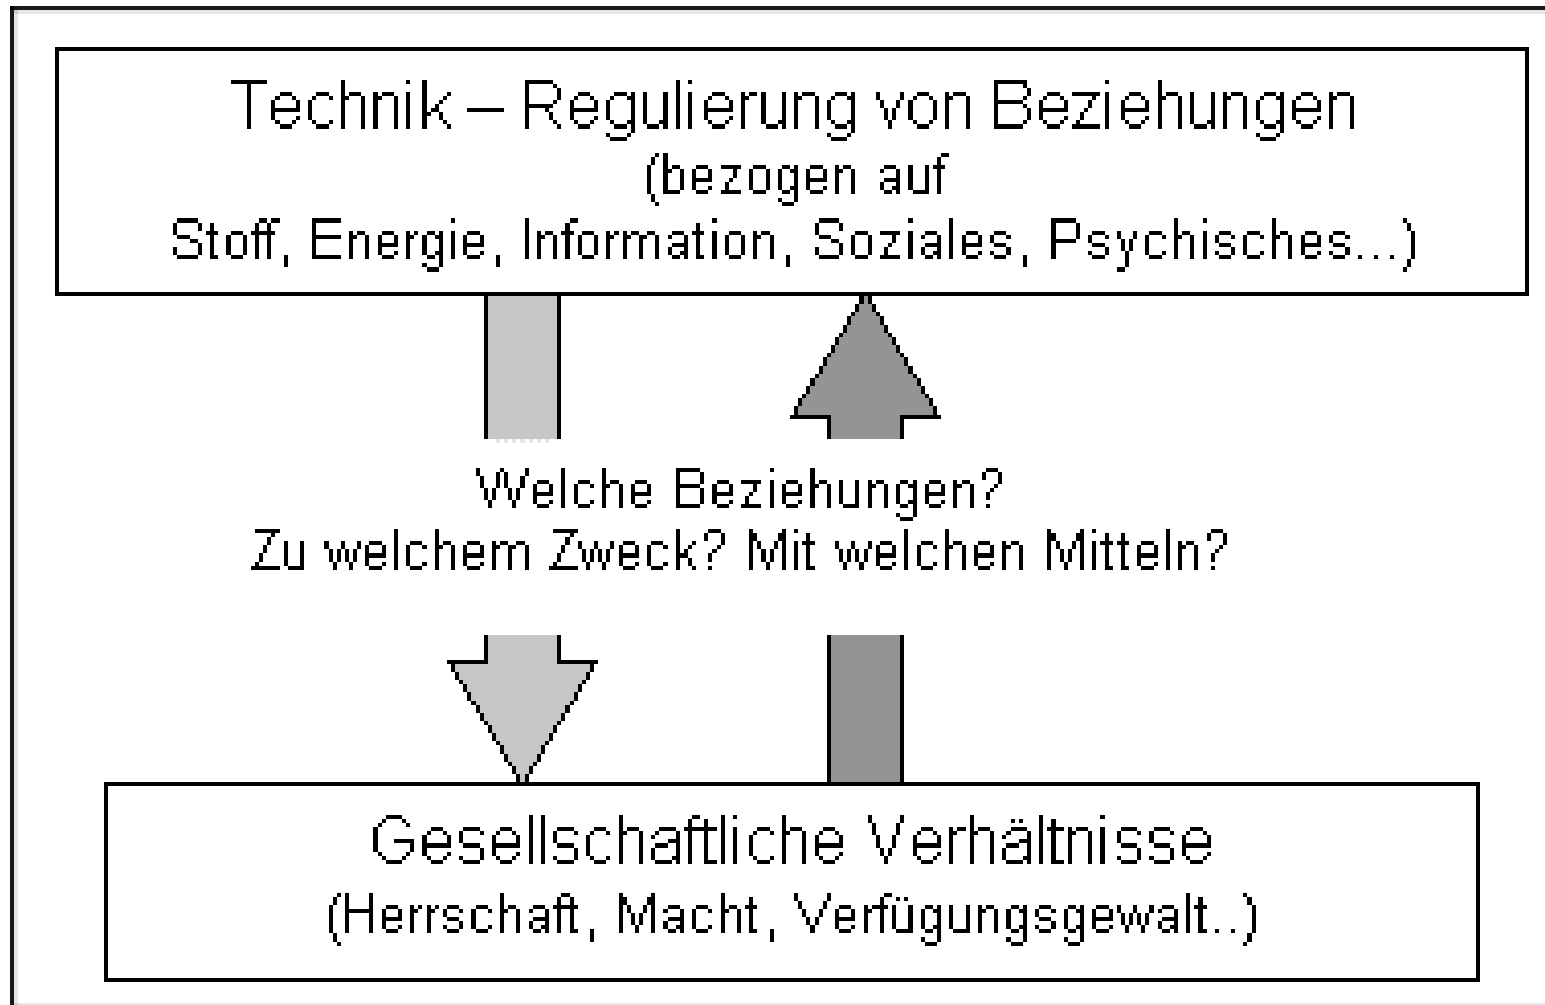 Technik – Regulierung von Beziehungen
(bezogen auf
Stoff, Energie, Information, Soziales, Psychisches...)
Welche Beziehungen?
Zu welchem Zweck? Mit welchen Mitteln?
Gesellschaftliche Verhältnisse
(Herrschaft, Macht, Verfügungsgewalt..)